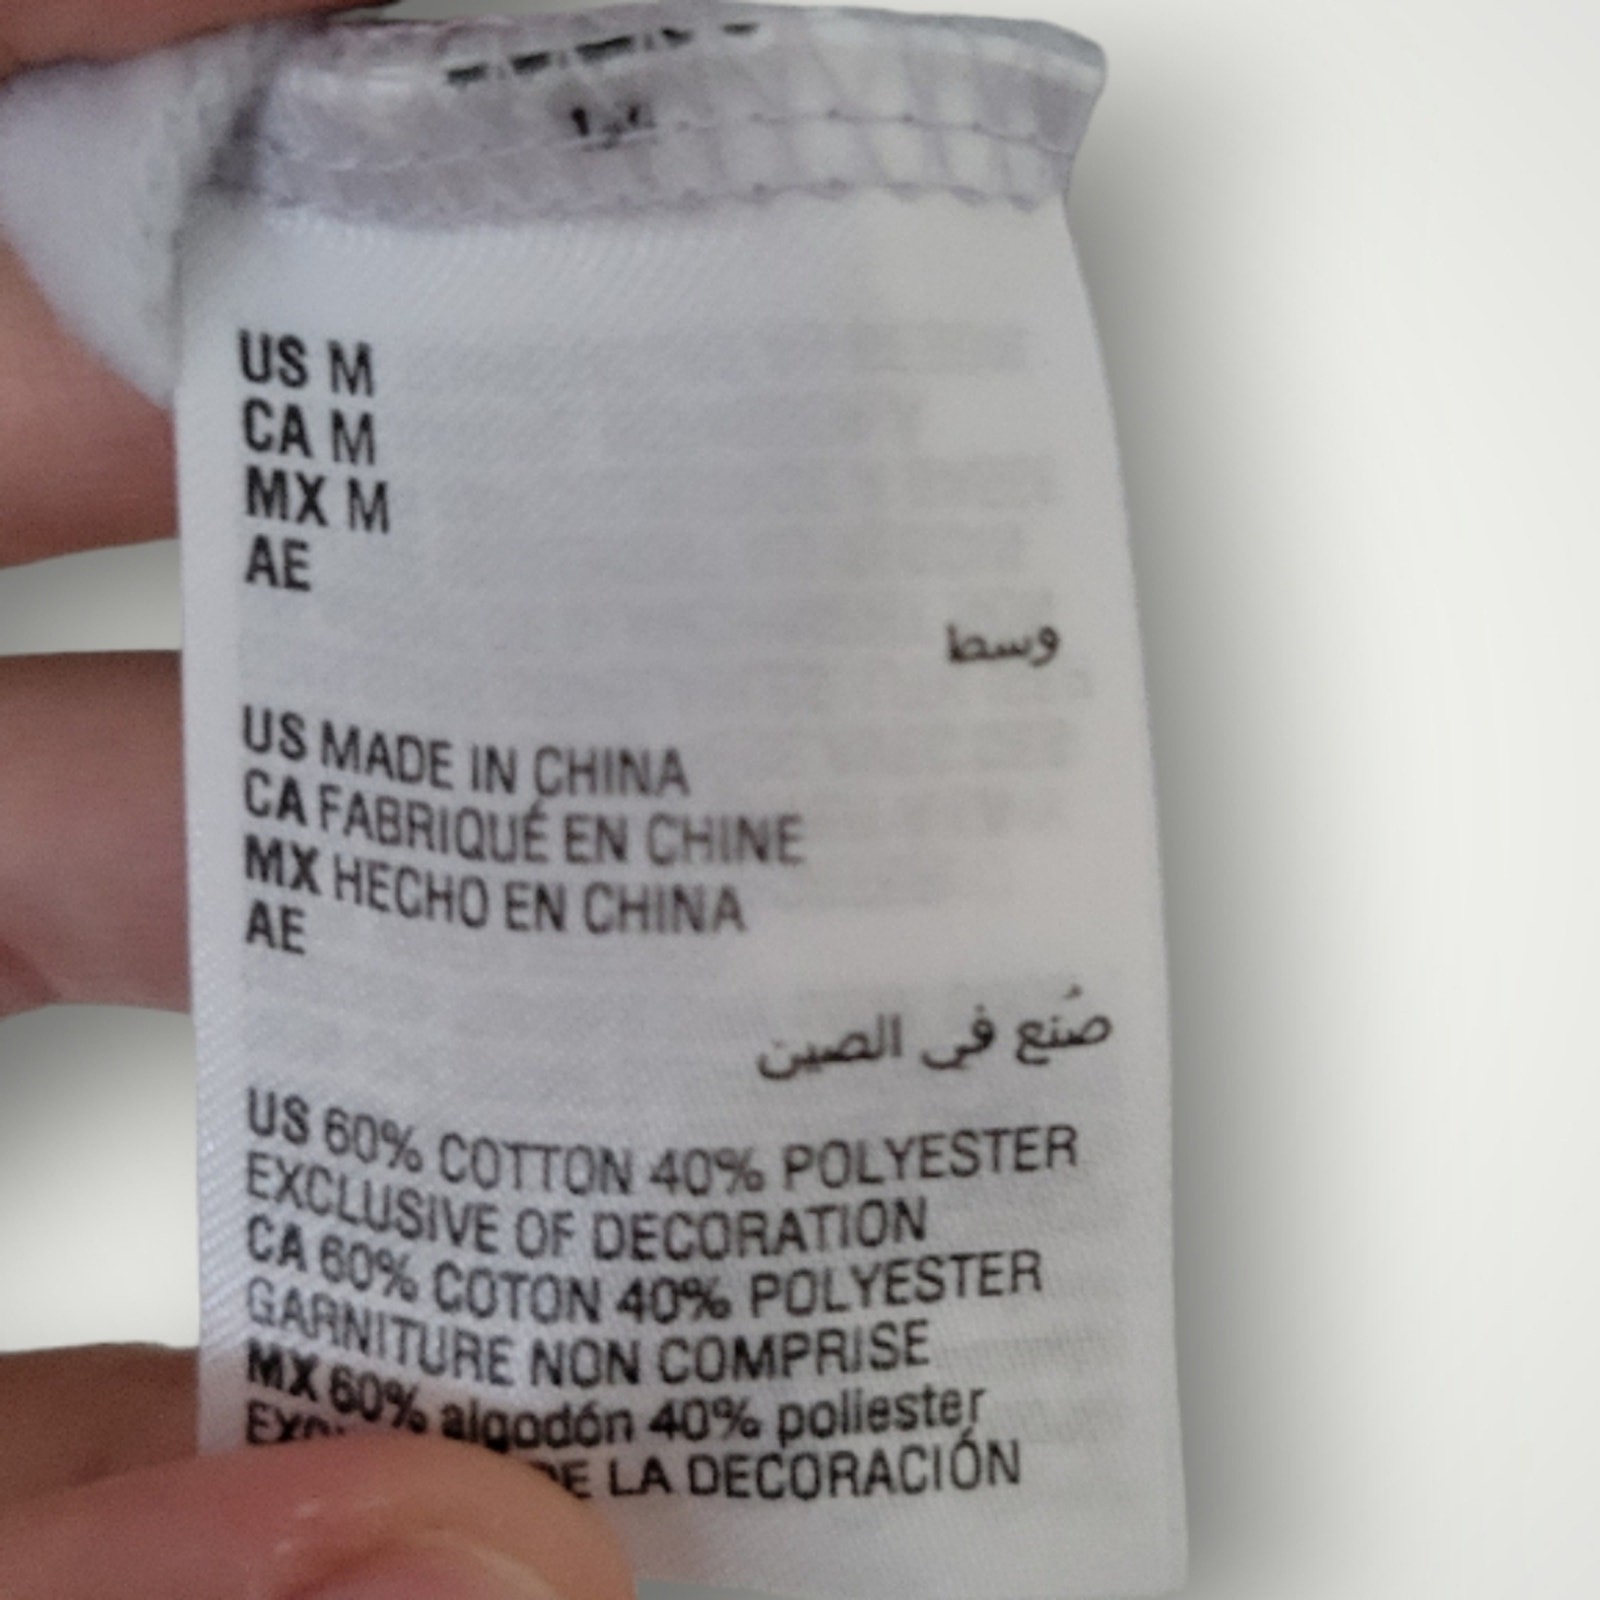 US M
CA M
MX M
AE
وسط
US MADE IN CHINA
CA FABRIQUÉ EN CHINE
MX HECHO EN CHINA
AE
صُنع في الصين
US 60% COTTON 40% POLYESTER
EXCLUSIVE OF DECORATION
CA 60% COTON 40% POLYESTER
GARNITURE NON COMPRISE
MX 60% algodón 40% poliester
DE LA DECORACIÓN